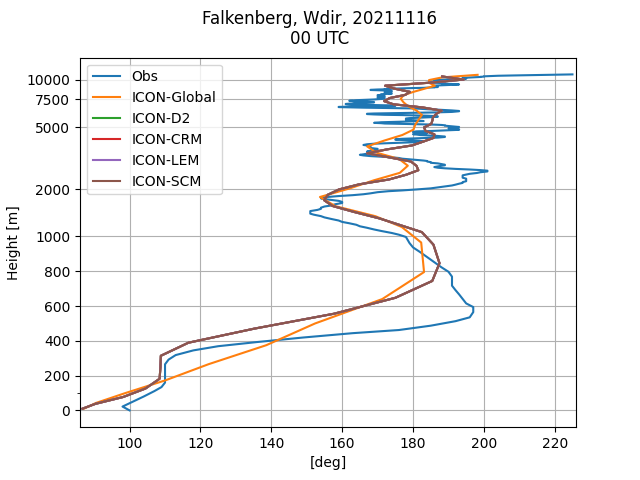 Falkenberg, Wdir, 20211116
00 UTC
Obs
ICON-Global
ICON-D2
ICON-CRM
ICON-LEM
ICON-SCM
10000
7500
5000
2000
1000
800
600
400
200
0
Height [m]
100 120 140 160 180 200 220
[deg]